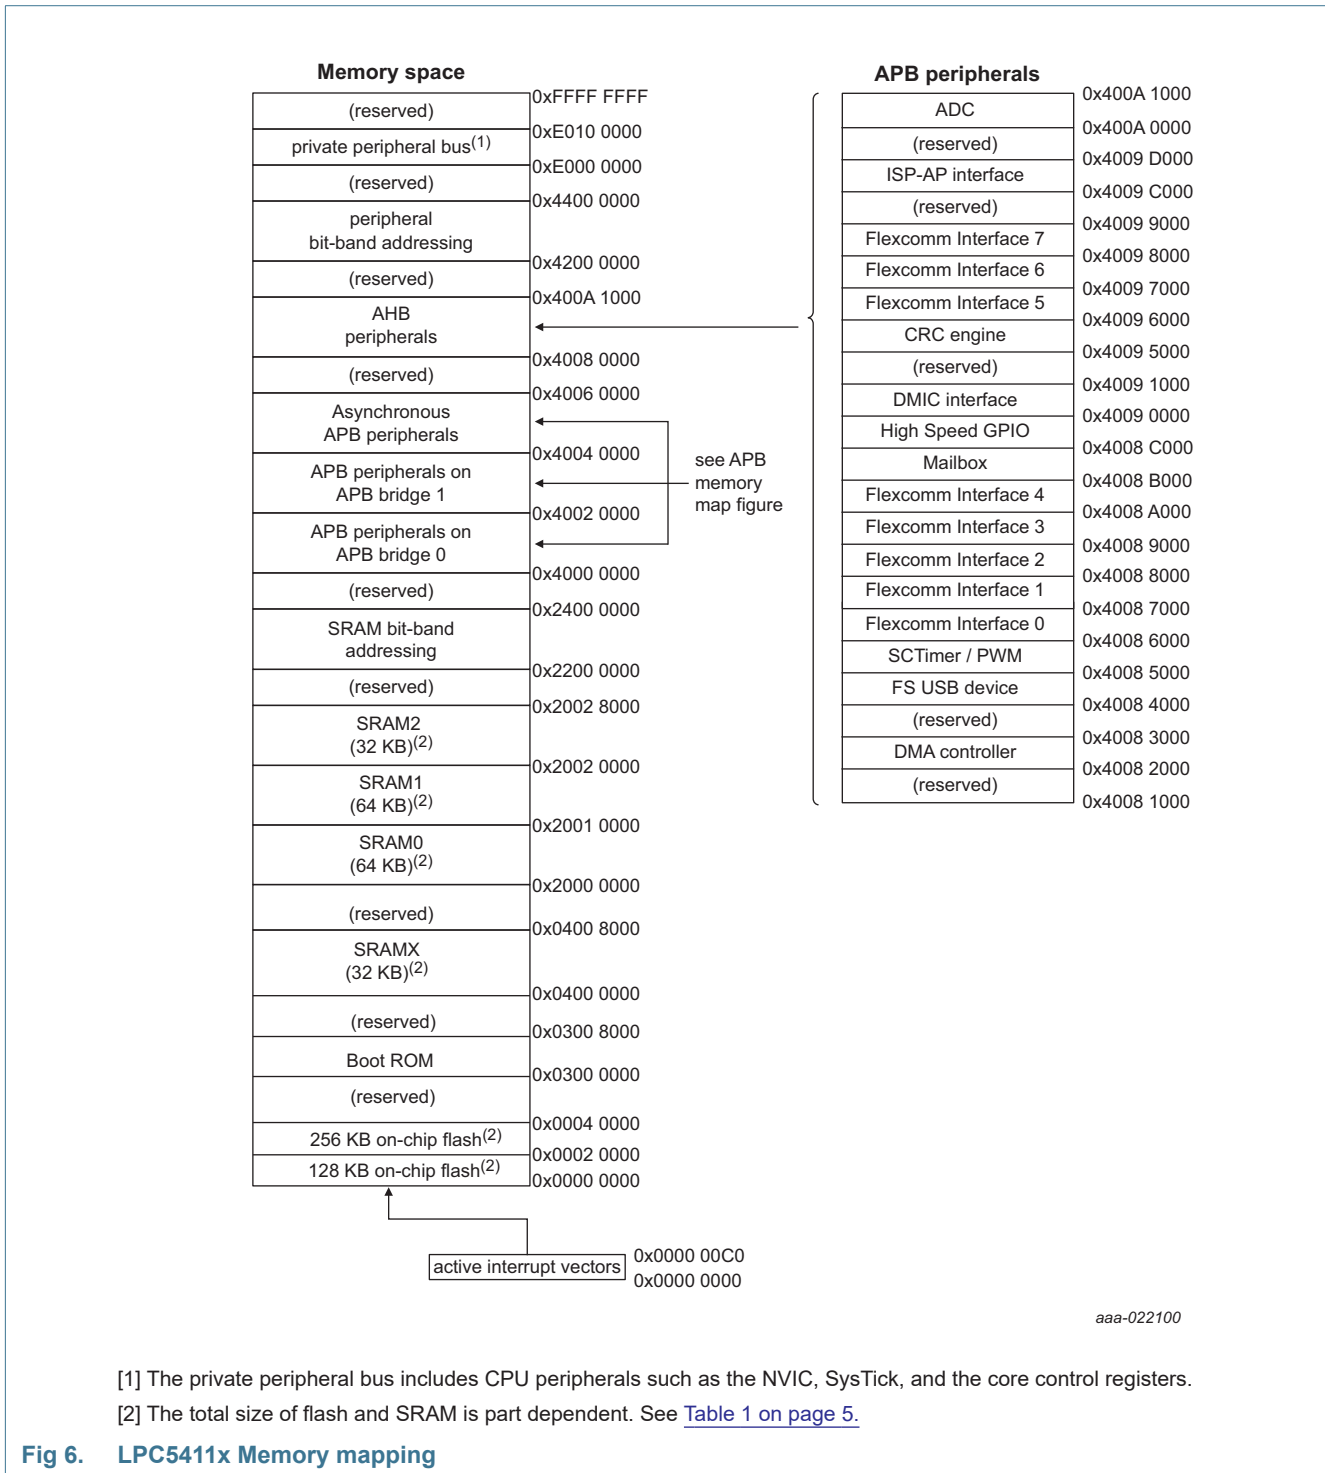 Memory space
0xFFFF FFFF
(reserved)
0xE010 0000
private peripheral bus(1)
0xE000 0000
(reserved)
0x4400 0000
peripheral
bit-band addressing
0x4200 0000
(reserved)
0x400A 1000
AHB
peripherals
0x4008 0000
(reserved)
0x4006 0000
Asynchronous
APB peripherals
0x4004 0000
APB peripherals on
APB bridge 1
0x4002 0000
APB peripherals on
APB bridge 0
0x4000 0000
(reserved)
0x2400 0000
SRAM bit-band
addressing
0x2200 0000
(reserved)
0x2002 8000
SRAM2
(32 KB)(2)
0x2002 0000
SRAM1
(64 KB)(2)
0x2001 0000
SRAM0
(64 KB)(2)
0x2000 0000
(reserved)
0x0400 8000
SRAMX
(32 KB)(2)
0x0400 0000
(reserved)
0x0300 8000
Boot ROM
0x0300 0000
(reserved)
0x0004 0000
256 KB on-chip flash(2)
0x0002 0000
128 KB on-chip flash(2)
0x0000 0000
active interrupt vectors
0x0000 00C0
0x0000 0000
see APB
memory
map figure
APB peripherals
0x400A 1000
ADC
0x400A 0000
(reserved)
0x4009 D000
ISP-AP interface
0x4009 C000
(reserved)
0x4009 9000
Flexcomm Interface 7
0x4009 8000
Flexcomm Interface 6
0x4009 7000
Flexcomm Interface 5
0x4009 6000
CRC engine
0x4009 5000
(reserved)
0x4009 1000
DMIC interface
0x4009 0000
High Speed GPIO
0x4008 C000
Mailbox
0x4008 B000
Flexcomm Interface 4
0x4008 A000
Flexcomm Interface 3
0x4008 9000
Flexcomm Interface 2
0x4008 8000
Flexcomm Interface 1
0x4008 7000
Flexcomm Interface 0
0x4008 6000
SCTimer / PWM
0x4008 5000
FS USB device
0x4008 4000
(reserved)
0x4008 3000
DMA controller
0x4008 2000
(reserved)
0x4008 1000
aaa-022100
[1] The private peripheral bus includes CPU peripherals such as the NVIC, SysTick, and the core control registers.
[2] The total size of flash and SRAM is part dependent. See Table 1 on page 5.
Fig 6. LPC5411x Memory mapping